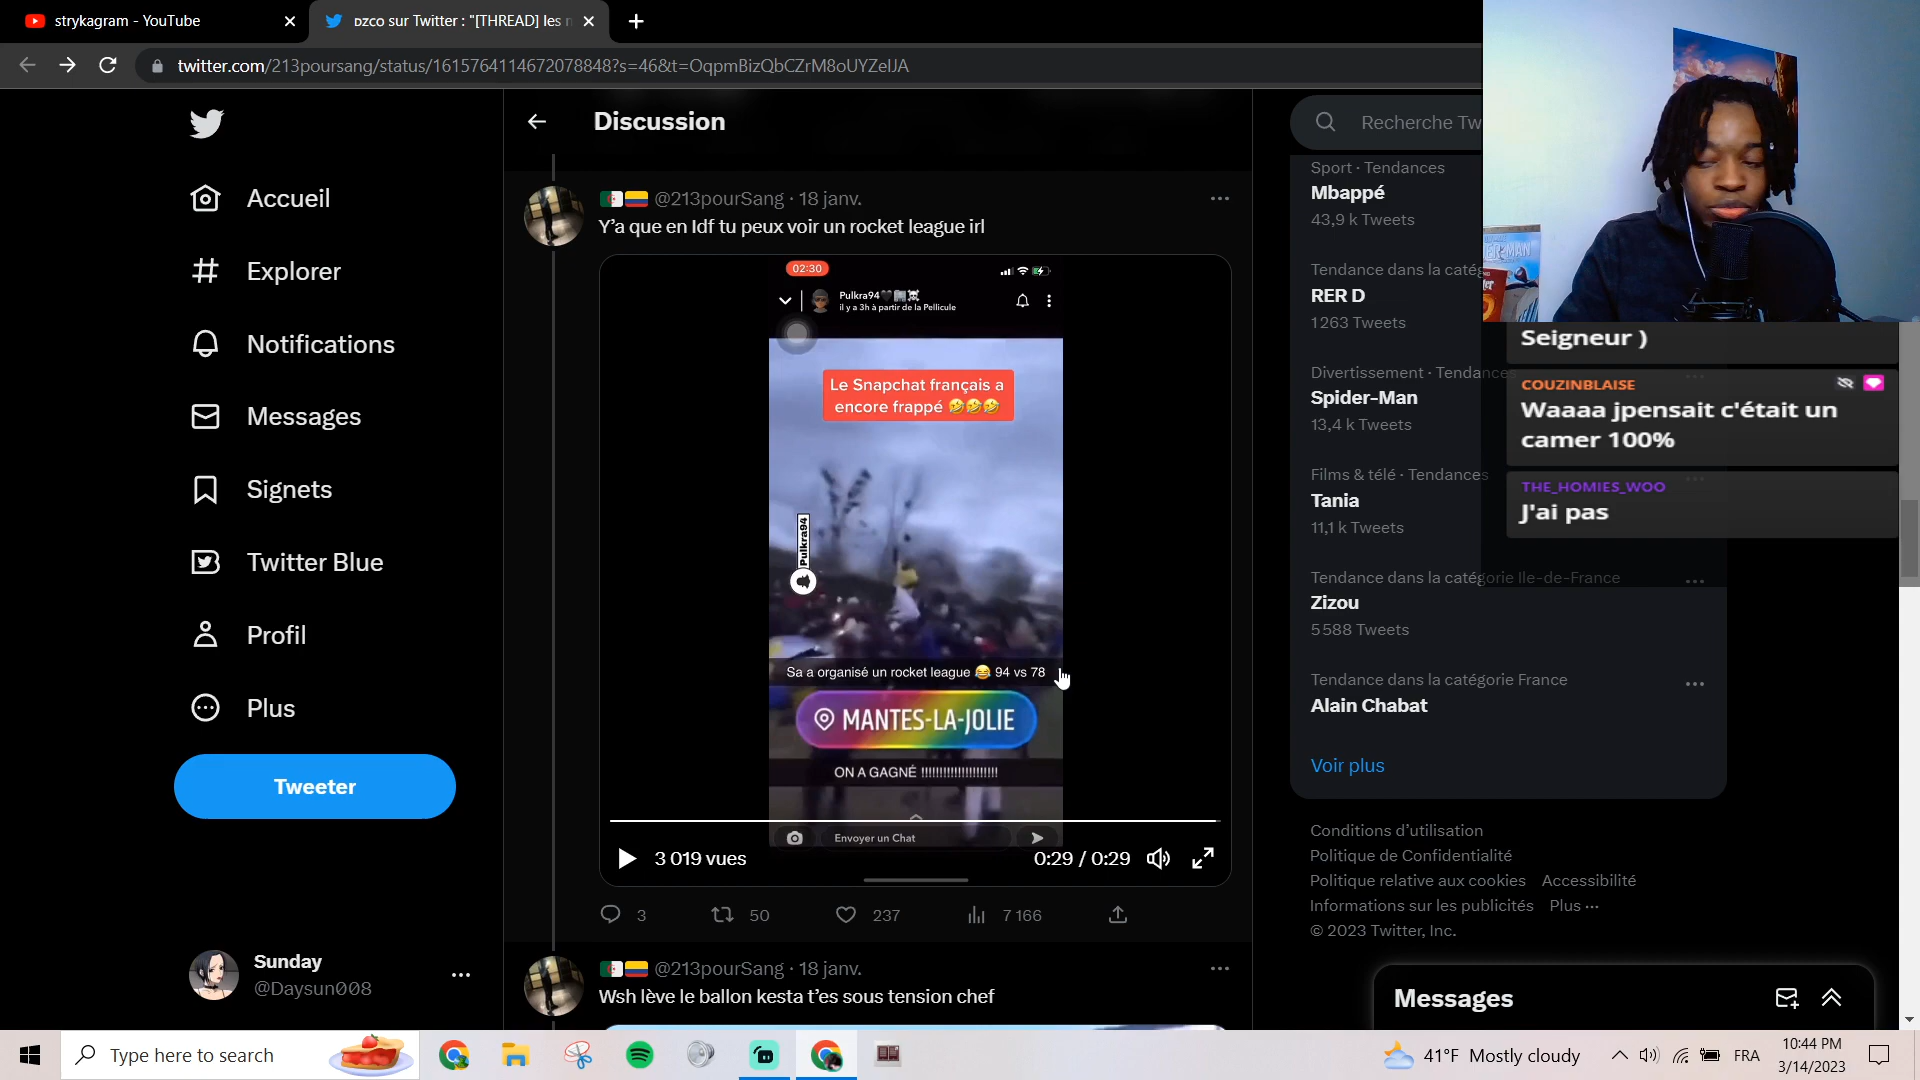 strykagram - YouTube
DZCO sur Twitter : "[THREAD] les n
twitter.com/213poursang/status/1615764114672078848?s=46&t=OqpmBizQbCZrM8oUYZeIJA
Discussion
Accueil
Explorer
Notifications
Messages
Signets
Twitter Blue
Profil
Plus
Tweeter
Sunday
@Daysun008
@213pourSang · 18 janv.
Y'a que en Idf tu peux voir un rocket league irl
02:30
Pulkra94
il y a 3h à partir de la Pellicule
Le Snapchat français a
encore frappé 🤣🤣🤣
Pulkra94
Sa a organisé un rocket league 😂 94 vs 78
MANTES-LA-JOLIE
ON A GAGNÉ !!!!!!!!!!!!!!!!!!!!
Envoyer un Chat
3 019 vues
0:29 / 0:29
3
50
237
7 166
@213pourSang · 18 janv.
Wsh lève le ballon kesta t'es sous tension chef
Recherche Tw
Sport · Tendances
Mbappé
43,9 k Tweets
Tendance dans la catég
RER D
1 263 Tweets
Divertissement · Tendances
Spider-Man
13,4 k Tweets
Films & télé · Tendances
Tania
11,1 k Tweets
Tendance dans la catégorie Ile-de-France
Zizou
5 588 Tweets
Tendance dans la catégorie France
Alain Chabat
Voir plus
Conditions d'utilisation
Politique de Confidentialité
Politique relative aux cookies Accessibilité
Informations sur les publicités Plus ···
© 2023 Twitter, Inc.
Messages
Seigneur )
COUZINBLAISE
Waaaa jpensait c'était un
camer 100%
THE_HOMIES_WOO
J'ai pas
Type here to search
41°F Mostly cloudy
FRA
10:44 PM
3/14/2023